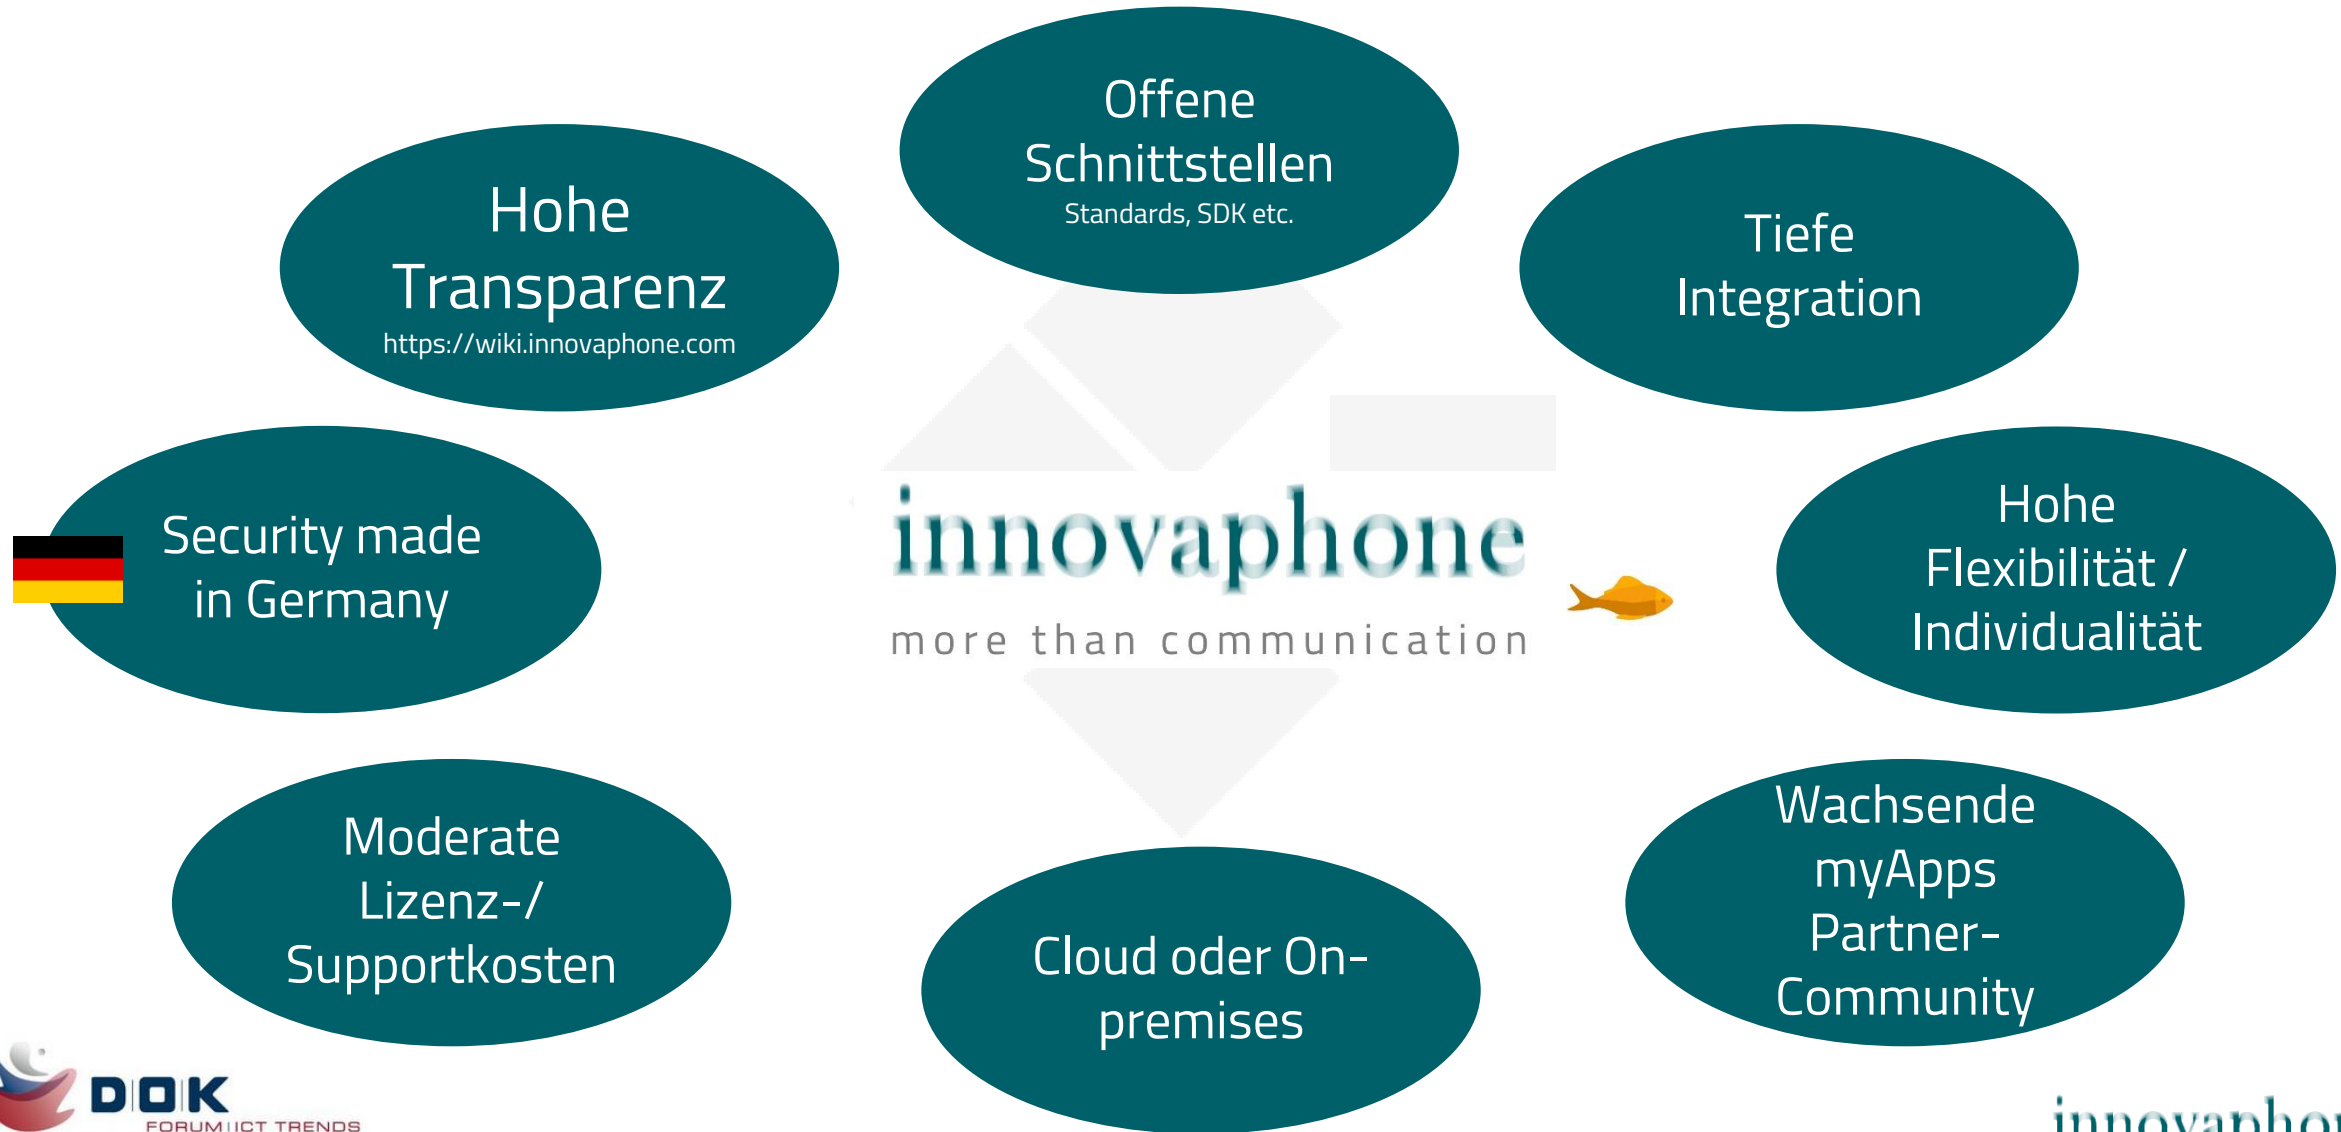 Offene
Schnittstellen
Standards, SDK etc.
Hohe
Transparenz
https://wiki.innovaphone.com
Tiefe
Integration
Security made
in Germany
innovaphone
more than communication
Hohe
Flexibilität /
Individualität
Moderate
Lizenz-/
Supportkosten
Cloud oder On-
premises
Wachsende
myApps
Partner-
Community
DOK
FORUM ICT TRENDS